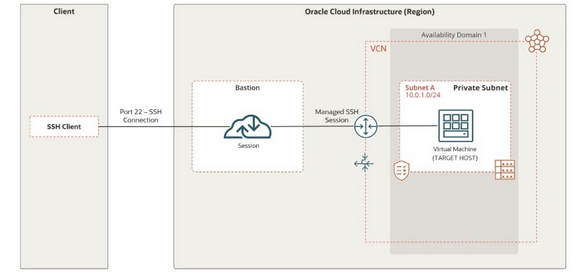 Client
Oracle Cloud Infrastructure (Region)
Availability Domain 1
VCN
Bastion
Subnet A
Private Subnet
10.0.1.0/24
Port 22 – SSH
Connection
Managed SSH
Session
SSH Client
Session
Virtual Machine
(TARGET HOST)